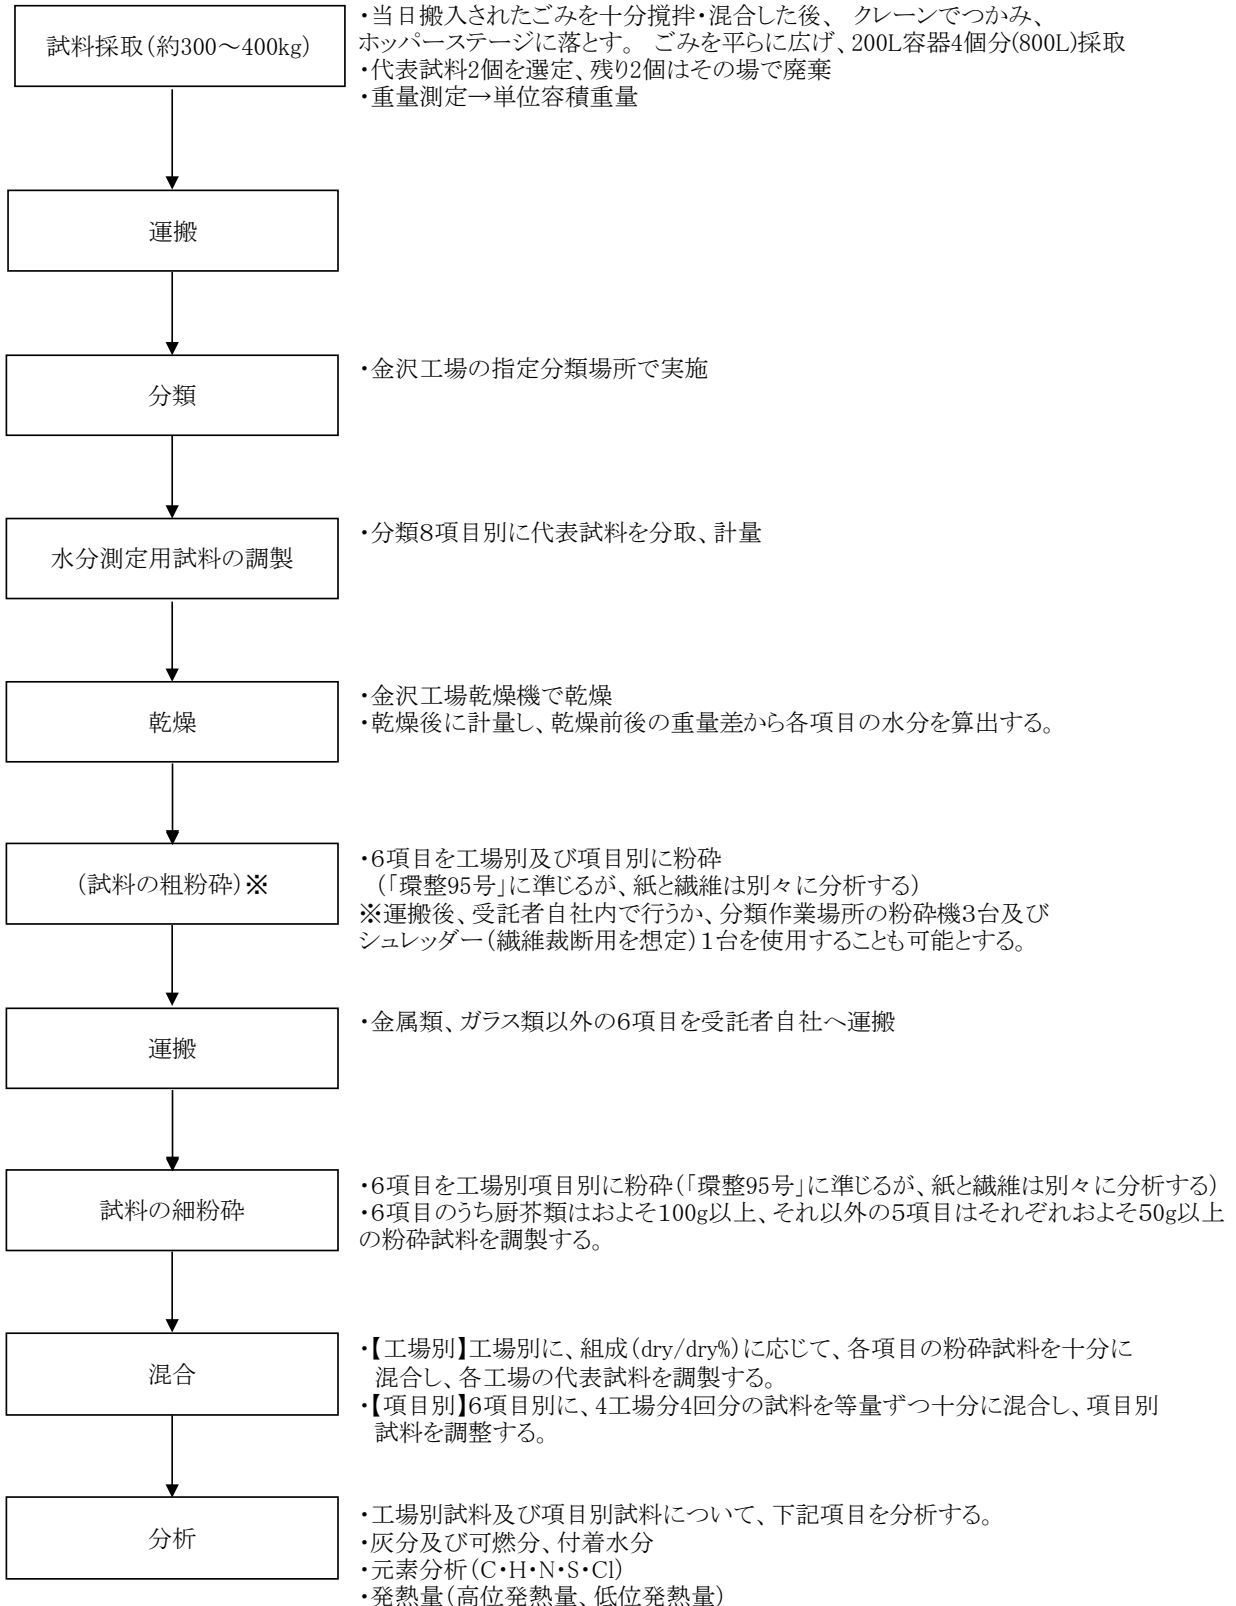 試料採取（約300～400kg）
・当日搬入されたごみを十分撹拌・混合した後、 クレーンでつかみ、
ホッパーステージに落とす。 ごみを平らに広げ、200L容器4個分(800L)採取
・代表試料2個を選定、残り2個はその場で廃棄
・重量測定→単位容積重量
運搬
分類
・金沢工場の指定分類場所で実施
水分測定用試料の調製
・分類８項目別に代表試料を分取、計量
乾燥
・金沢工場乾燥機で乾燥
・乾燥後に計量し、乾燥前後の重量差から各項目の水分を算出する。
（試料の粗粉砕）※
・６項目を工場別及び項目別に粉砕
（「環整95号」に準じるが、紙と繊維は別々に分析する）
※運搬後、受託者自社内で行うか、分類作業場所の粉砕機３台及び
シュレッダー（繊維裁断用を想定）１台を使用することも可能とする。
運搬
・金属類、ガラス類以外の６項目を受託者自社へ運搬
試料の細粉砕
・６項目を工場別項目別に粉砕（「環整95号」に準じるが、紙と繊維は別々に分析する）
・６項目のうち厨芥類はおよそ100g以上、それ以外の５項目はそれぞれおよそ50g以上
の粉砕試料を調製する。
混合
・【工場別】工場別に、組成（dry/dry%）に応じて、各項目の粉砕試料を十分に
混合し、各工場の代表試料を調製する。
・【項目別】６項目別に、4工場分4回分の試料を等量ずつ十分に混合し、項目別
試料を調整する。
分析
・工場別試料及び項目別試料について、下記項目を分析する。
・灰分及び可燃分、付着水分
・元素分析（C・H・N・S・Cl）
・発熱量（高位発熱量、低位発熱量）